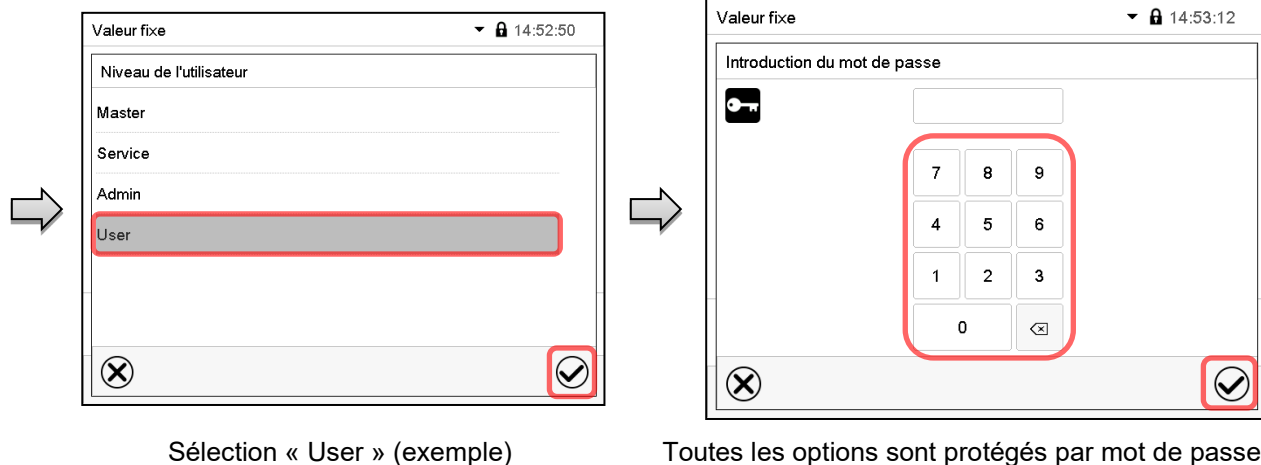 Valeur fixe 14:52:50
Niveau de l'utilisateur
Master
Service
Admin
User
Sélection « User » (exemple)
Valeur fixe 14:53:12
Introduction du mot de passe
7 8 9
4 5 6
1 2 3
0
Toutes les options sont protégés par mot de passe